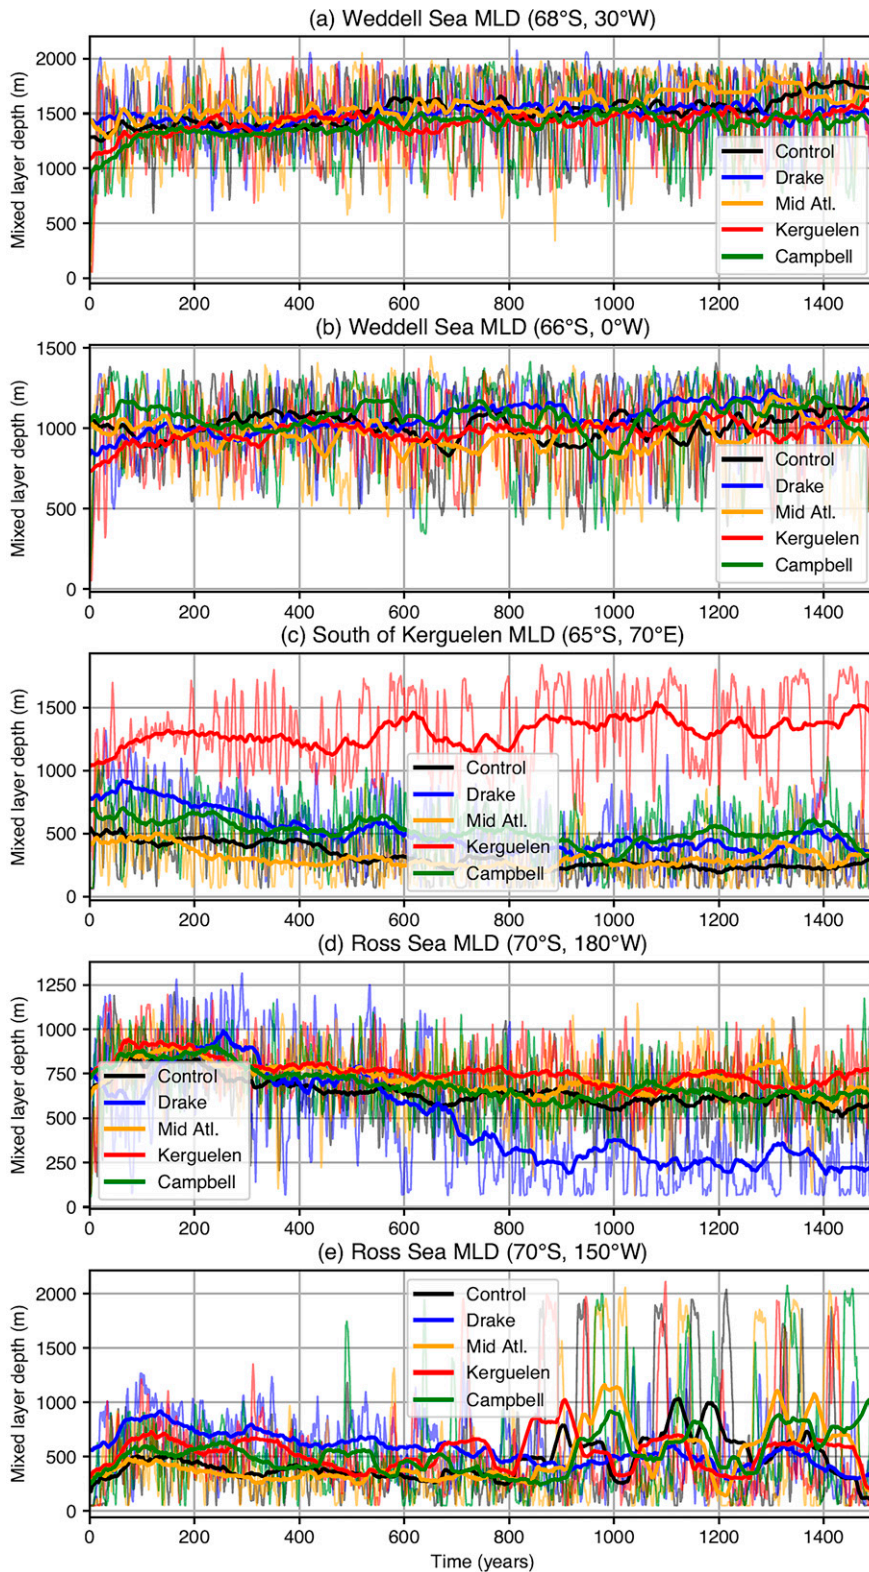 (a) Weddell Sea MLD (68°S, 30°W)
Mixed layer depth (m)
2000
1500
1000
500
0
Control
Drake
Mid Atl.
Kerguelen
Campbell
0 200 400 600 800 1000 1200 1400
(b) Weddell Sea MLD (66°S, 0°W)
Mixed layer depth (m)
1500
1000
500
0
Control
Drake
Mid Atl.
Kerguelen
Campbell
0 200 400 600 800 1000 1200 1400
(c) South of Kerguelen MLD (65°S, 70°E)
Mixed layer depth (m)
1500
1000
500
0
Control
Drake
Mid Atl.
Kerguelen
Campbell
0 200 400 600 800 1000 1200 1400
(d) Ross Sea MLD (70°S, 180°W)
Mixed layer depth (m)
1250
1000
750
500
250
0
Control
Drake
Mid Atl.
Kerguelen
Campbell
0 200 400 600 800 1000 1200 1400
(e) Ross Sea MLD (70°S, 150°W)
Mixed layer depth (m)
2000
1500
1000
500
0
Control
Drake
Mid Atl.
Kerguelen
Campbell
0 200 400 600 800 1000 1200 1400
Time (years)